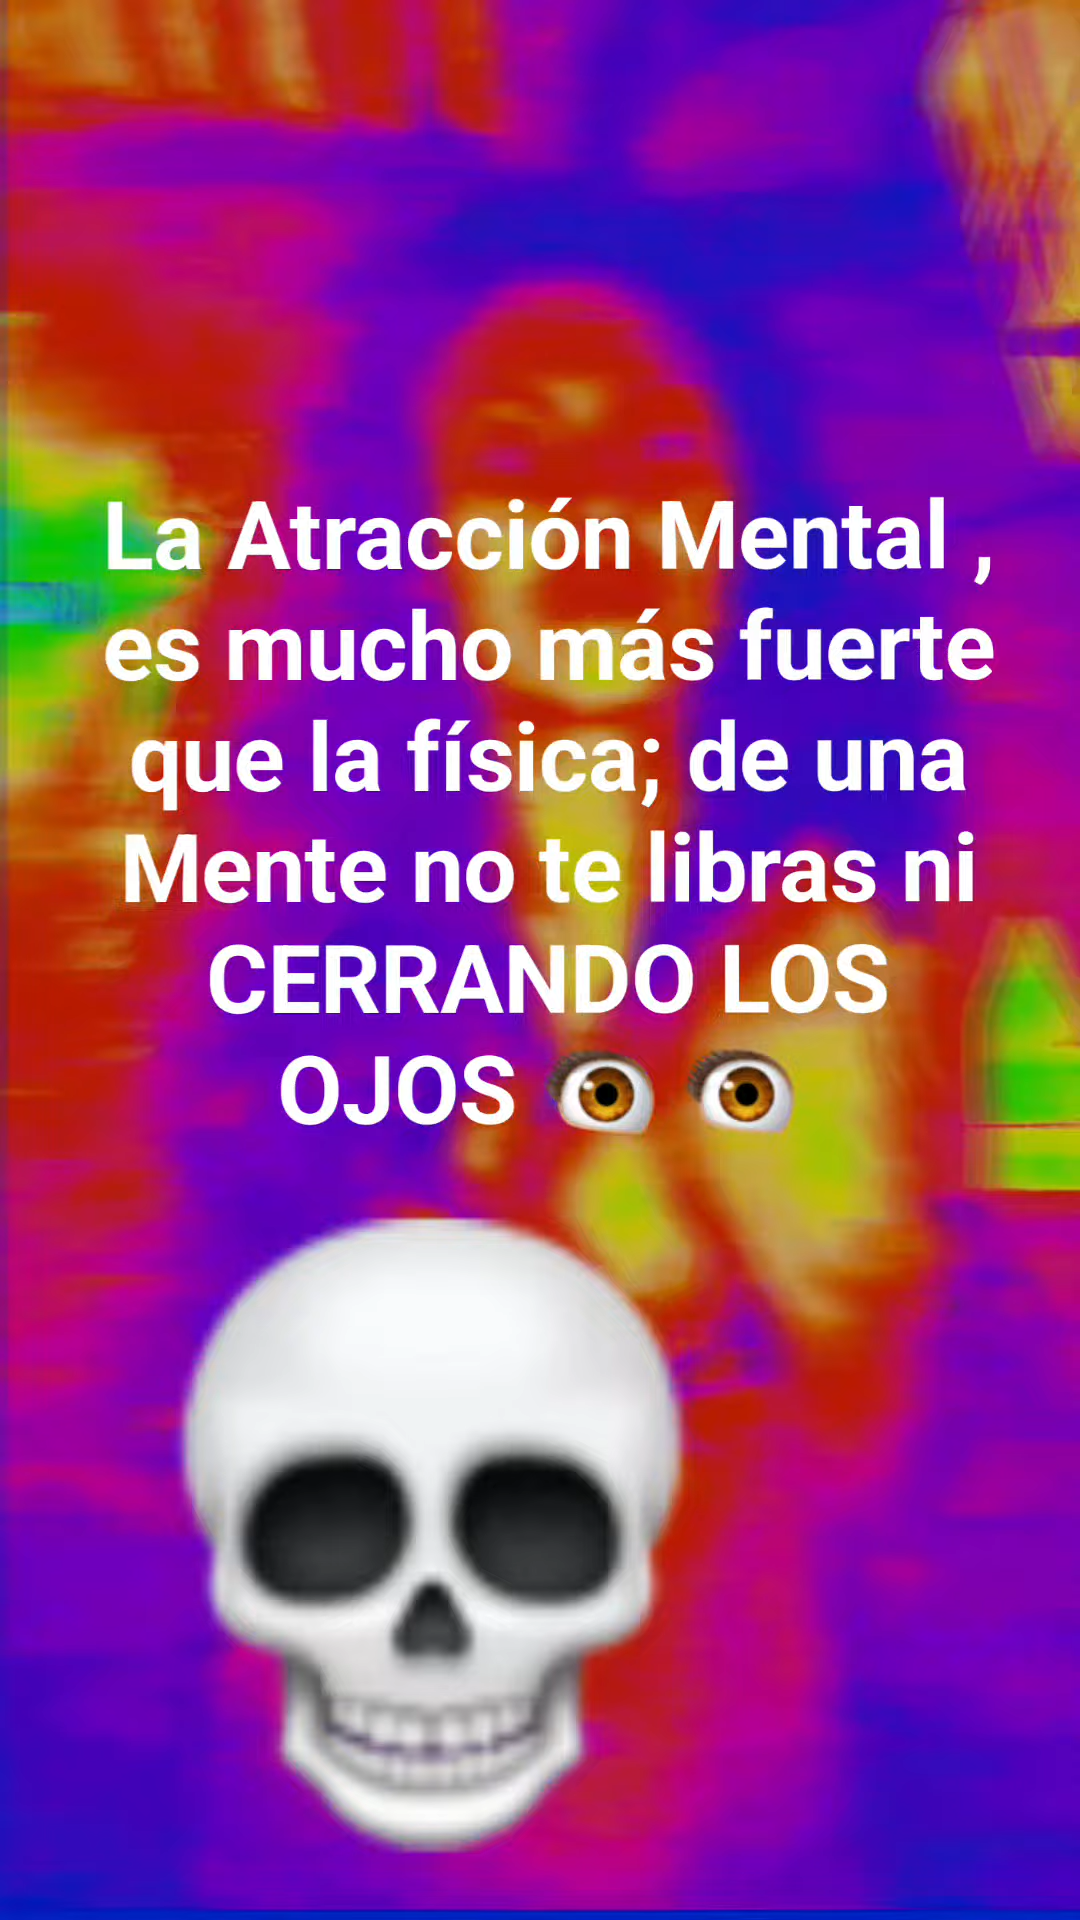 La Atracción Mental ,
es mucho más fuerte
que la física; de una
Mente no te libras ni
CERRANDO LOS
OJOS 👁️ 👁️